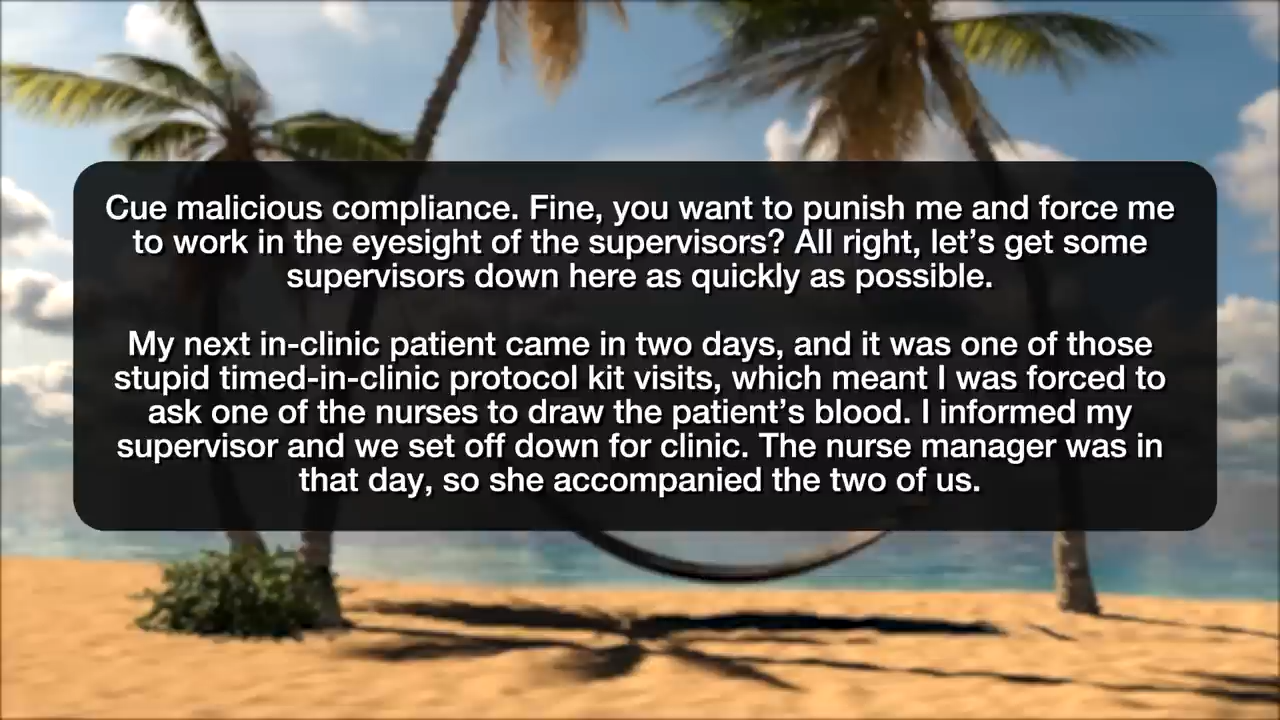 Cue malicious compliance. Fine, you want to punish me and force me
to work in the eyesight of the supervisors? All right, let’s get some
supervisors down here as quickly as possible.
My next in-clinic patient came in two days, and it was one of those
stupid timed-in-clinic protocol kit visits, which meant I was forced to
ask one of the nurses to draw the patient’s blood. I informed my
supervisor and we set off down for clinic. The nurse manager was in
that day, so she accompanied the two of us.